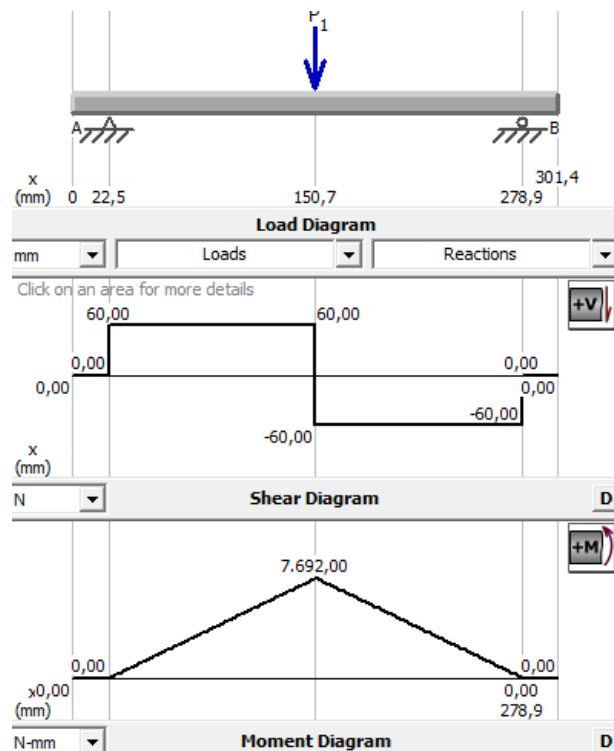 P1
A B
301,4
x
(mm) 0 22,5 150,7 278,9
Load Diagram
mm Loads Reactions
Click on an area for more details
+V
60,00 60,00
0,00 0,00
0,00 0,00
-60,00
-60,00
x
(mm)
N Shear Diagram D
+M
7.692,00
0,00 0,00
x0,00 0,00
(mm) 278,9
N-mm Moment Diagram D